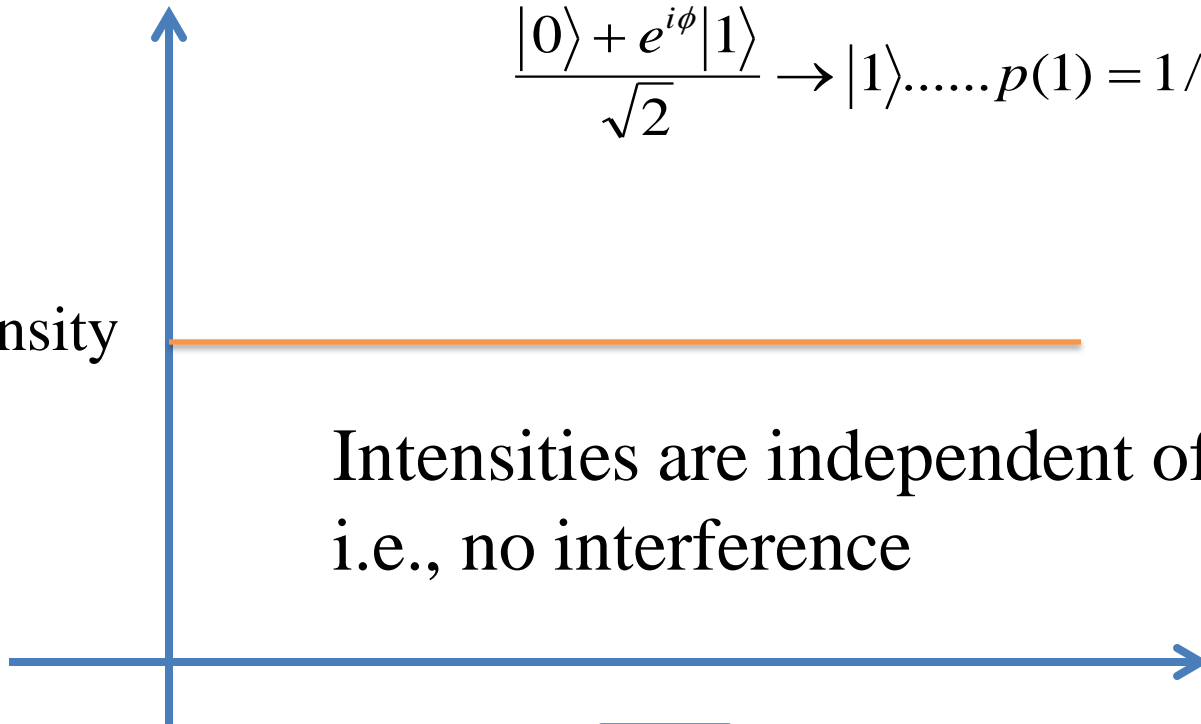 |0⟩ + e^{iϕ}|1⟩ / √2 → |1⟩......p(1) = 1/
nsity
Intensities are independent of
i.e., no interference